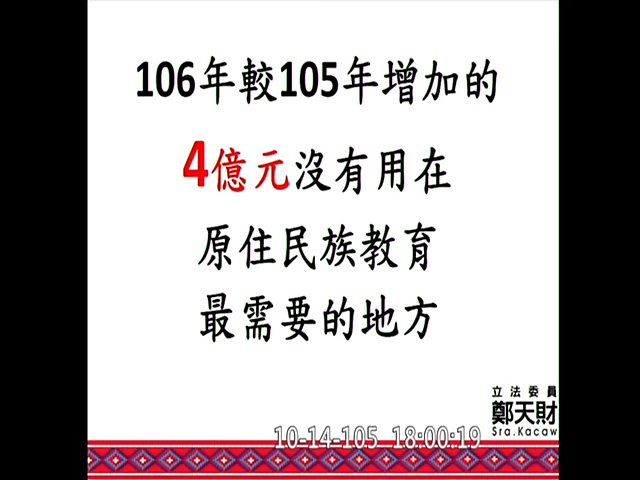 106年較105年增加的
4億元沒有用在
原住民族教育
最需要的地方
立法委員
鄭天財
Sra.Kacaw
10-14-105 18:00:19